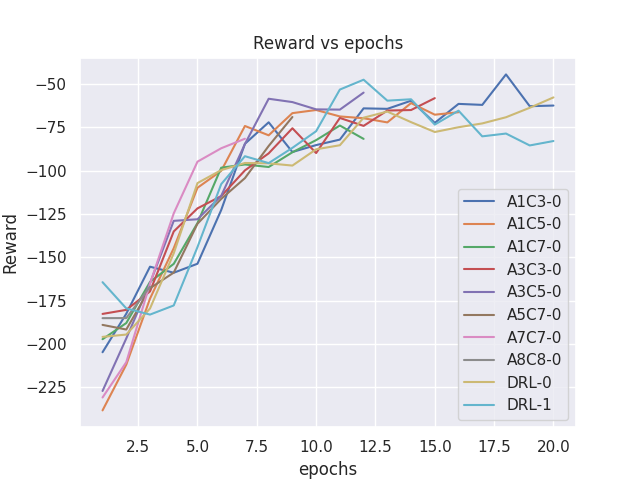 Reward vs epochs
Reward
−50
−75
−100
−125
−150
−175
−200
−225
2.5 5.0 7.5 10.0 12.5 15.0 17.5 20.0
epochs
A1C3-0
A1C5-0
A1C7-0
A3C3-0
A3C5-0
A5C7-0
A7C7-0
A8C8-0
DRL-0
DRL-1